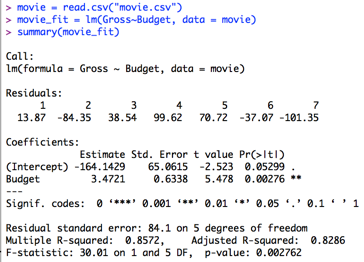 > movie = read.csv("movie.csv")
> movie_fit = lm(Gross~Budget, data = movie)
> summary(movie_fit)
Call:
lm(formula = Gross ~ Budget, data = movie)
Residuals:
1 2 3 4 5 6 7
13.87 -84.35 38.54 99.62 70.72 -37.07 -101.35
Coefficients:
Estimate Std. Error t value Pr(>|t|)
(Intercept) -164.1429 65.0615 -2.523 0.05299 .
Budget 3.4721 0.6338 5.478 0.00276 **
---
Signif. codes: 0 ‘***’ 0.001 ‘**’ 0.01 ‘*’ 0.05 ‘.’ 0.1 ‘ ’ 1
Residual standard error: 84.1 on 5 degrees of freedom
Multiple R-squared: 0.8572, Adjusted R-squared: 0.8286
F-statistic: 30.01 on 1 and 5 DF, p-value: 0.002762